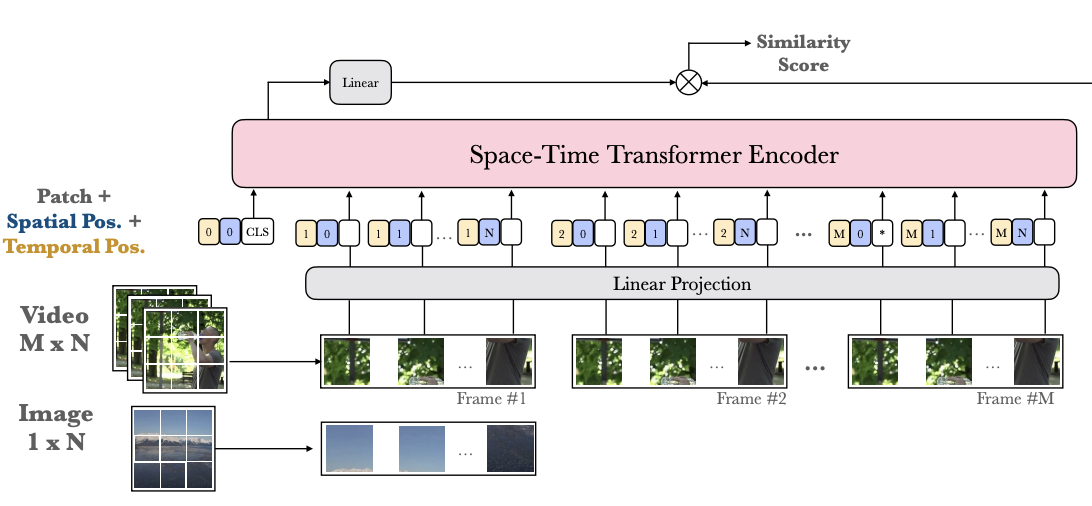 Similarity
Score
Linear
Space-Time Transformer Encoder
Patch +
Spatial Pos. +
Temporal Pos.
0 0 CLS 1 0 1 1 ... 1 N 2 0 2 1 ... 2 N ... M 0 * M 1 ... M N
Linear Projection
Video
M x N
... ... ... ...
Frame #1 Frame #2 Frame #M
Image
1 x N
...